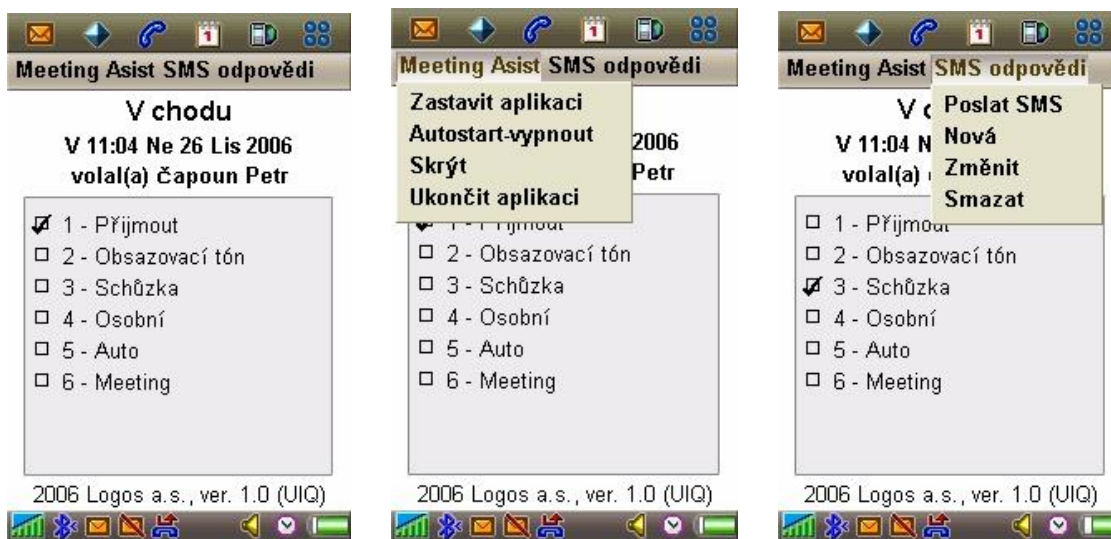 Meeting Asist SMS odpovědi
V chodu
V 11:04 Ne 26 Lis 2006
volal(a) Čapoun Petr
1 - Přijmout
2 - Obsazovací tón
3 - Schůzka
4 - Osobní
5 - Auto
6 - Meeting
2006 Logos a.s., ver. 1.0 (UIQ)
Meeting Asist SMS odpovědi
Zastavit aplikaci
Autostart-vypnout
Skrýt
Ukončit aplikaci
2006
Petr
1 - Přijmout
2 - Obsazovací tón
3 - Schůzka
4 - Osobní
5 - Auto
6 - Meeting
2006 Logos a.s., ver. 1.0 (UIQ)
Meeting Asist SMS odpovědi
Poslat SMS
Nová
Změnit
Smazat
V
V 11:04 N
volal(a)
1 - Přijmout
2 - Obsazovací tón
3 - Schůzka
4 - Osobní
5 - Auto
6 - Meeting
2006 Logos a.s., ver. 1.0 (UIQ)